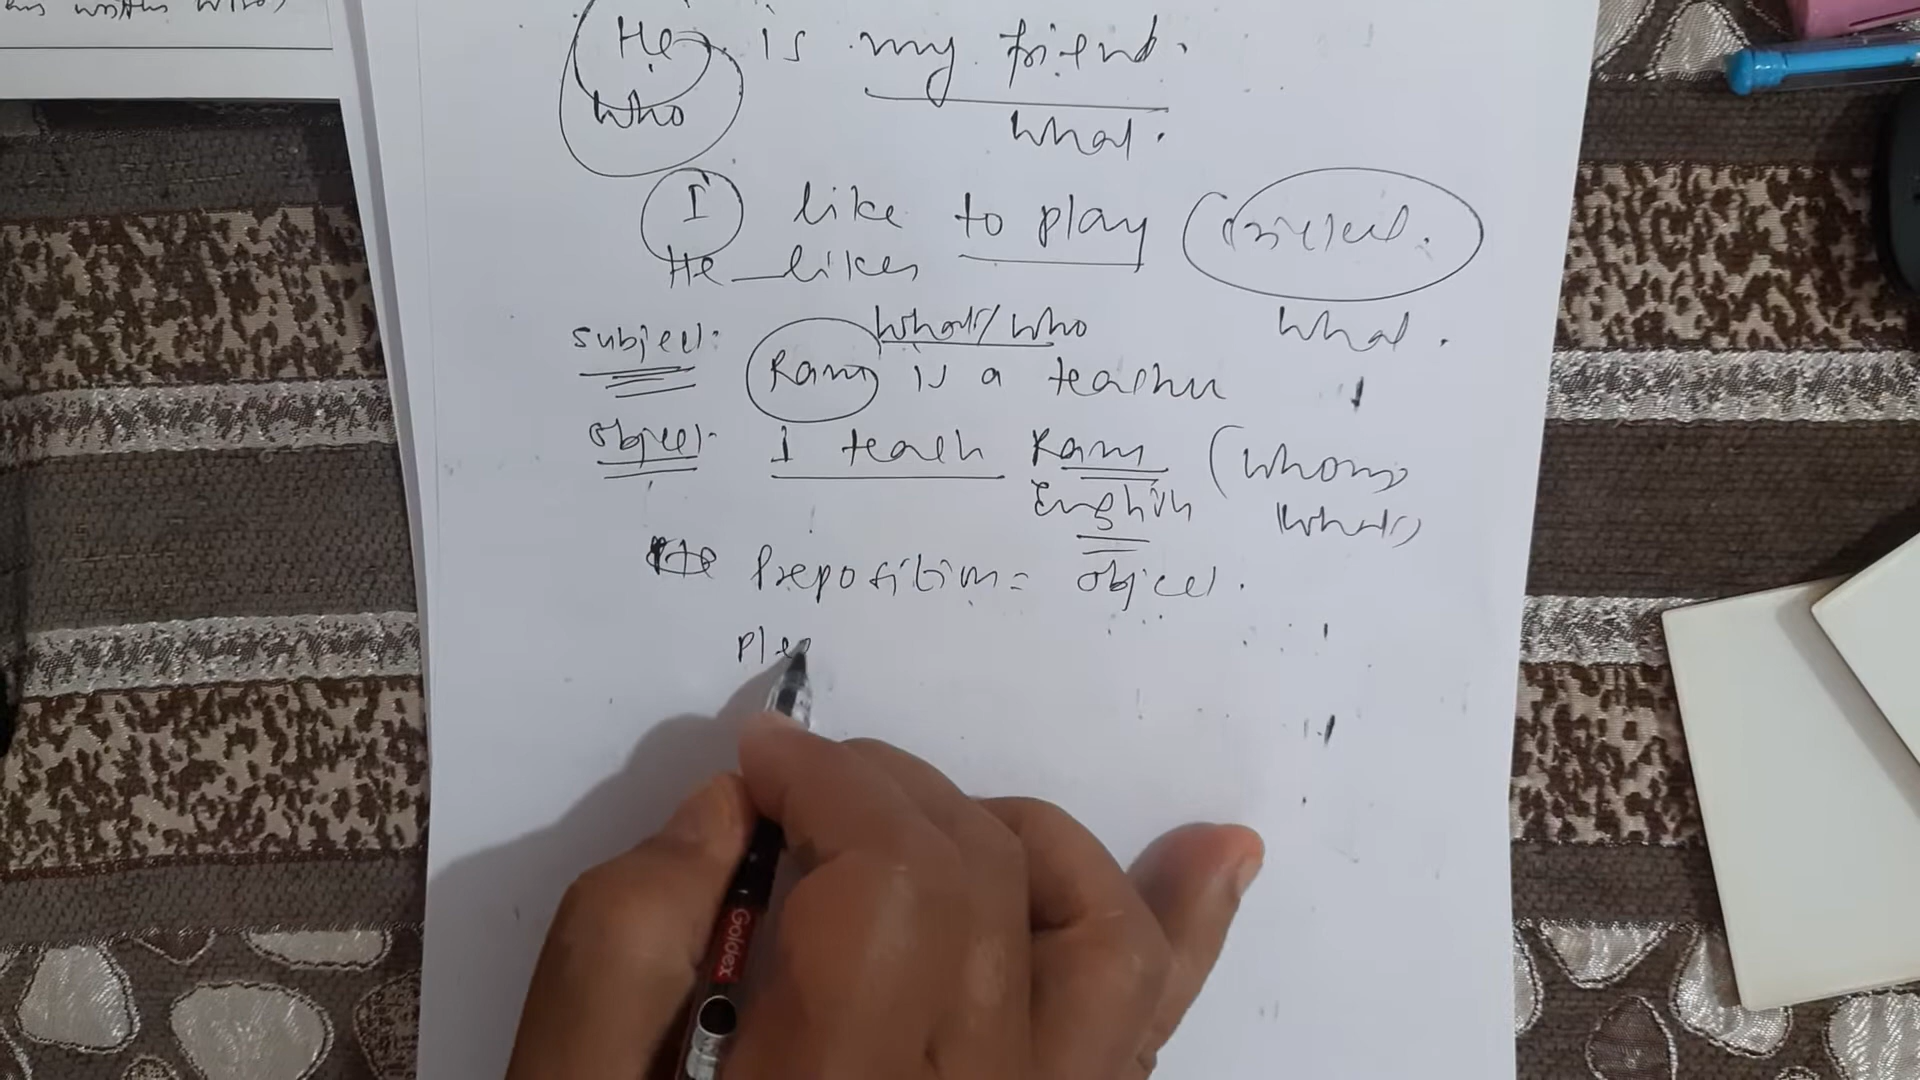 He is my friend.
who what.
I like to play
He likes
what/who what.
subject: Ram is a teacher
object: I teach Ram (whom
English what)
Preposition = object.
Ple
Goldex